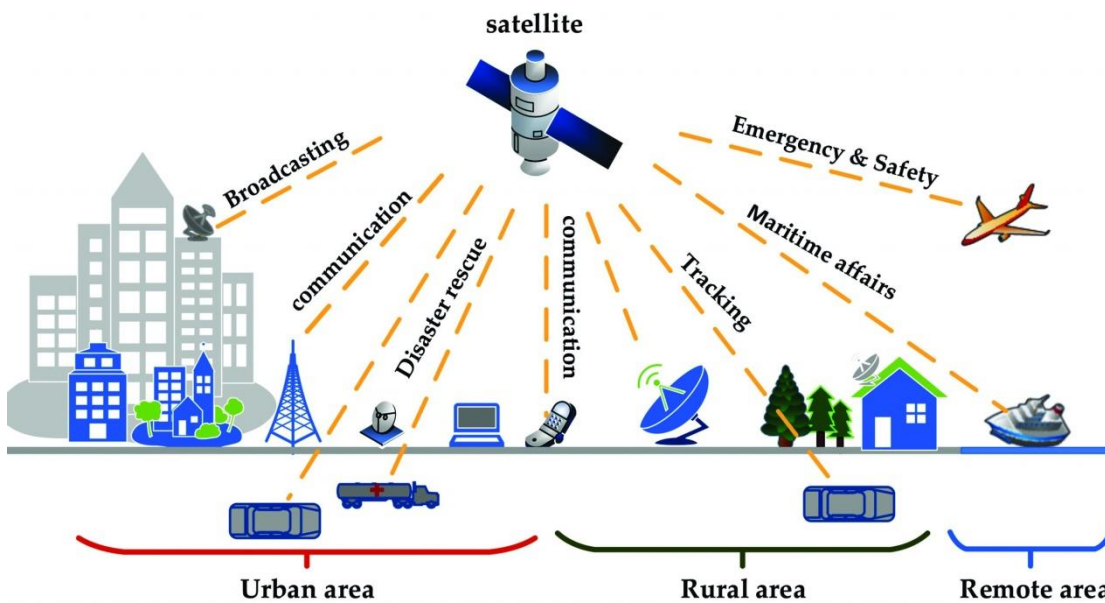 satellite
Broadcasting
communication
Disaster rescue
communication
Tracking
Maritime affairs
Emergency & Safety
Urban area
Rural area
Remote area